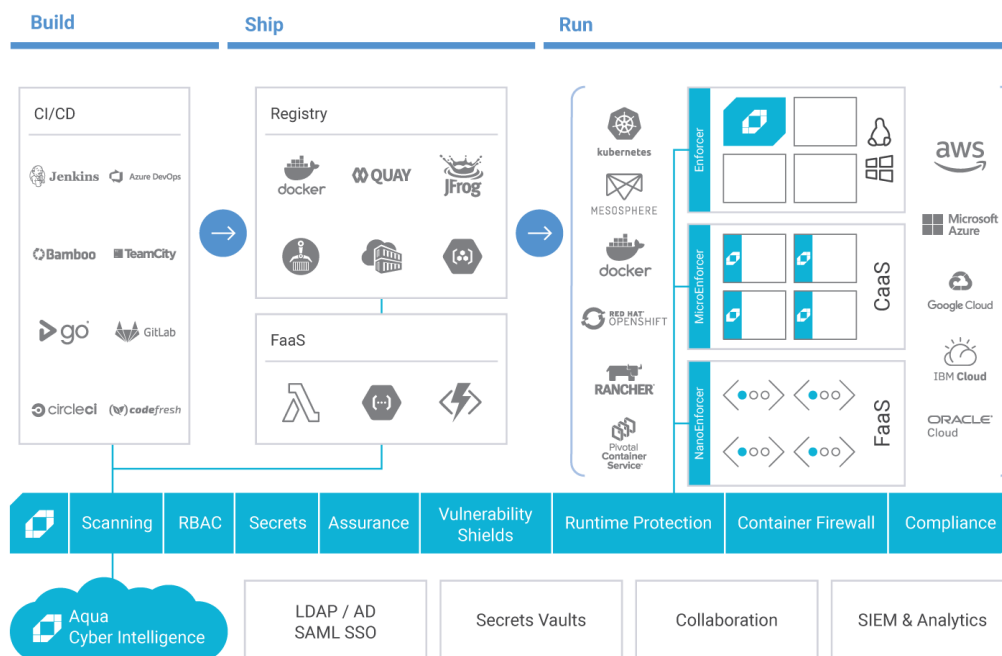 Build
Ship
Run
CI/CD
Jenkins
Azure DevOps
Bamboo
TeamCity
go
GitLab
circleci
codefresh
Registry
docker
QUAY
JFrog
FaaS
kubernetes
MESOSPHERE
docker
RED HAT
OPENSHIFT
RANCHER
Pivotal
Container
Service
Enforcer
MicroEnforcer
CaaS
NanoEnforcer
FaaS
aws
Microsoft
Azure
Google Cloud
IBM Cloud
ORACLE
Cloud
Scanning
RBAC
Secrets
Assurance
Vulnerability
Shields
Runtime Protection
Container Firewall
Compliance
Aqua
Cyber Intelligence
LDAP / AD
SAML SSO
Secrets Vaults
Collaboration
SIEM & Analytics